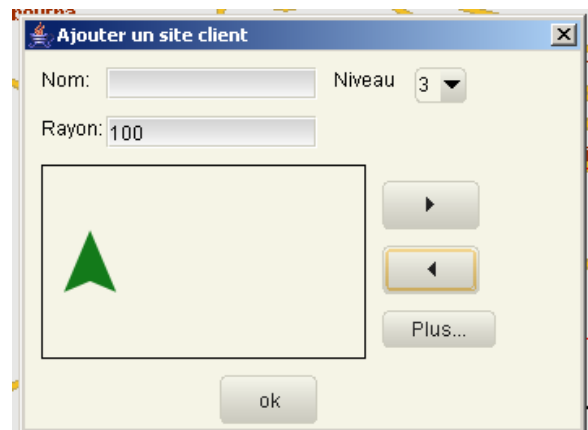 Ajouter un site client
Nom:
Niveau 3
Rayon: 100
Plus...
ok